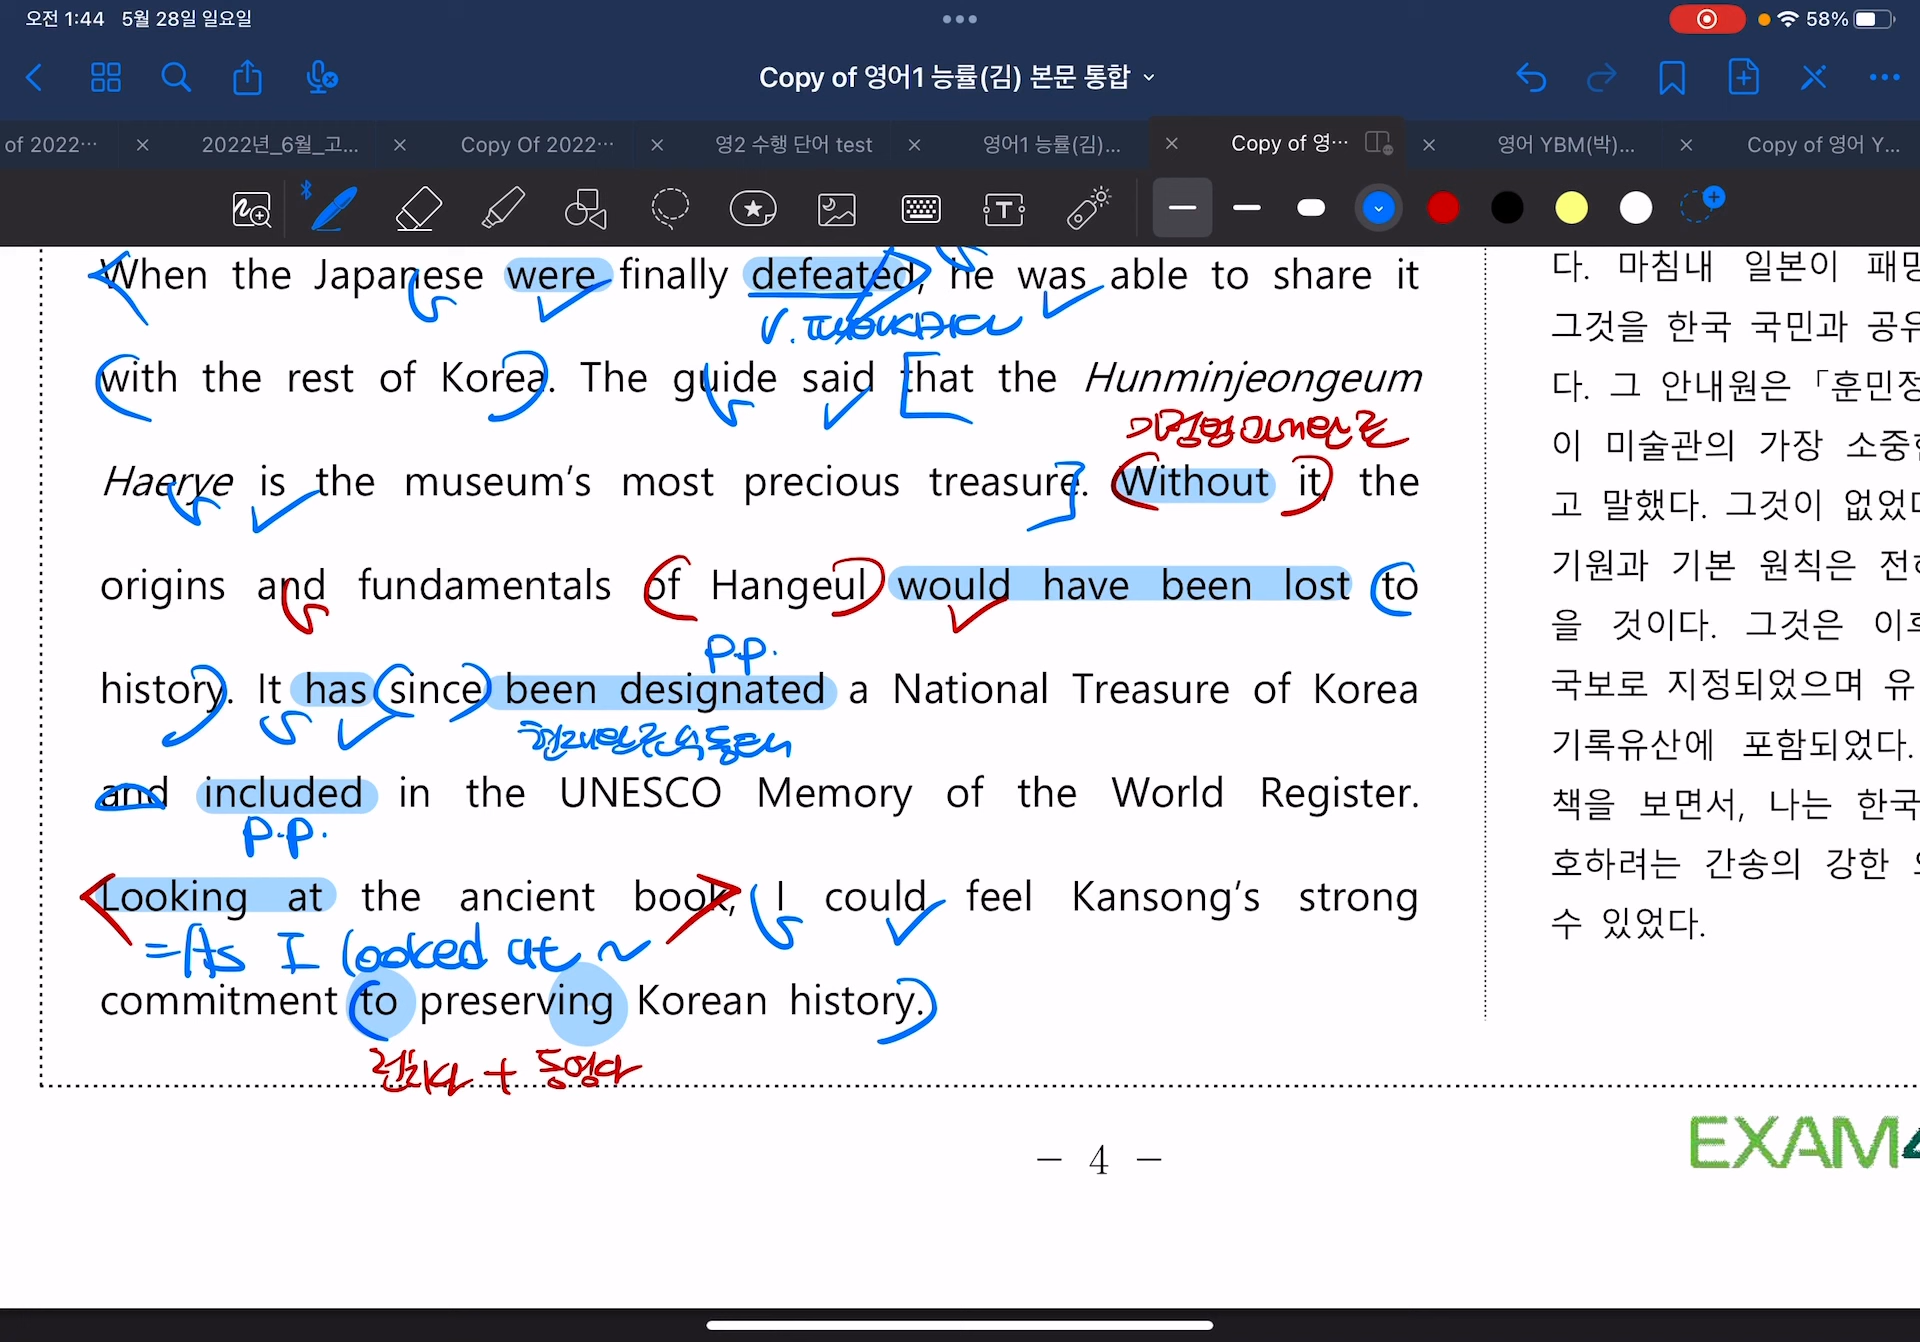 오전 1:44 5월 28일 일요일
58%
Copy of 영어1 능률(김) 본문 통합
of 2022··· 2022년_6월_고... Copy Of 2022··· 영2 수행 단어 test 영어1 능률(김)... Copy of 영··· 영어 YBM(박)... Copy of 영어 Y...
When the Japanese were finally defeated, he was able to share it
v.
with the rest of Korea. The guide said that the Hunminjeongeum
가정법 과거완료
Haerye is the museum's most precious treasure. Without it, the
origins and fundamentals of Hangeul would have been lost to
p.p.
history. It has since been designated a National Treasure of Korea
현재완료 수동태
and included in the UNESCO Memory of the World Register.
p.p.
Looking at the ancient book, I could feel Kansong's strong
=As I looked at ~
commitment to preserving Korean history.
전치사 + 동명사
다. 마침내 일본이 패망
그것을 한국 국민과 공유
다. 그 안내원은 「훈민정
이 미술관의 가장 소중한
고 말했다. 그것이 없었다
기원과 기본 원칙은 전해
을 것이다. 그것은 이후
국보로 지정되었으며 유
기록유산에 포함되었다.
책을 보면서, 나는 한국
호하려는 간송의 강한
수 있었다.
- 4 -
EXAM4